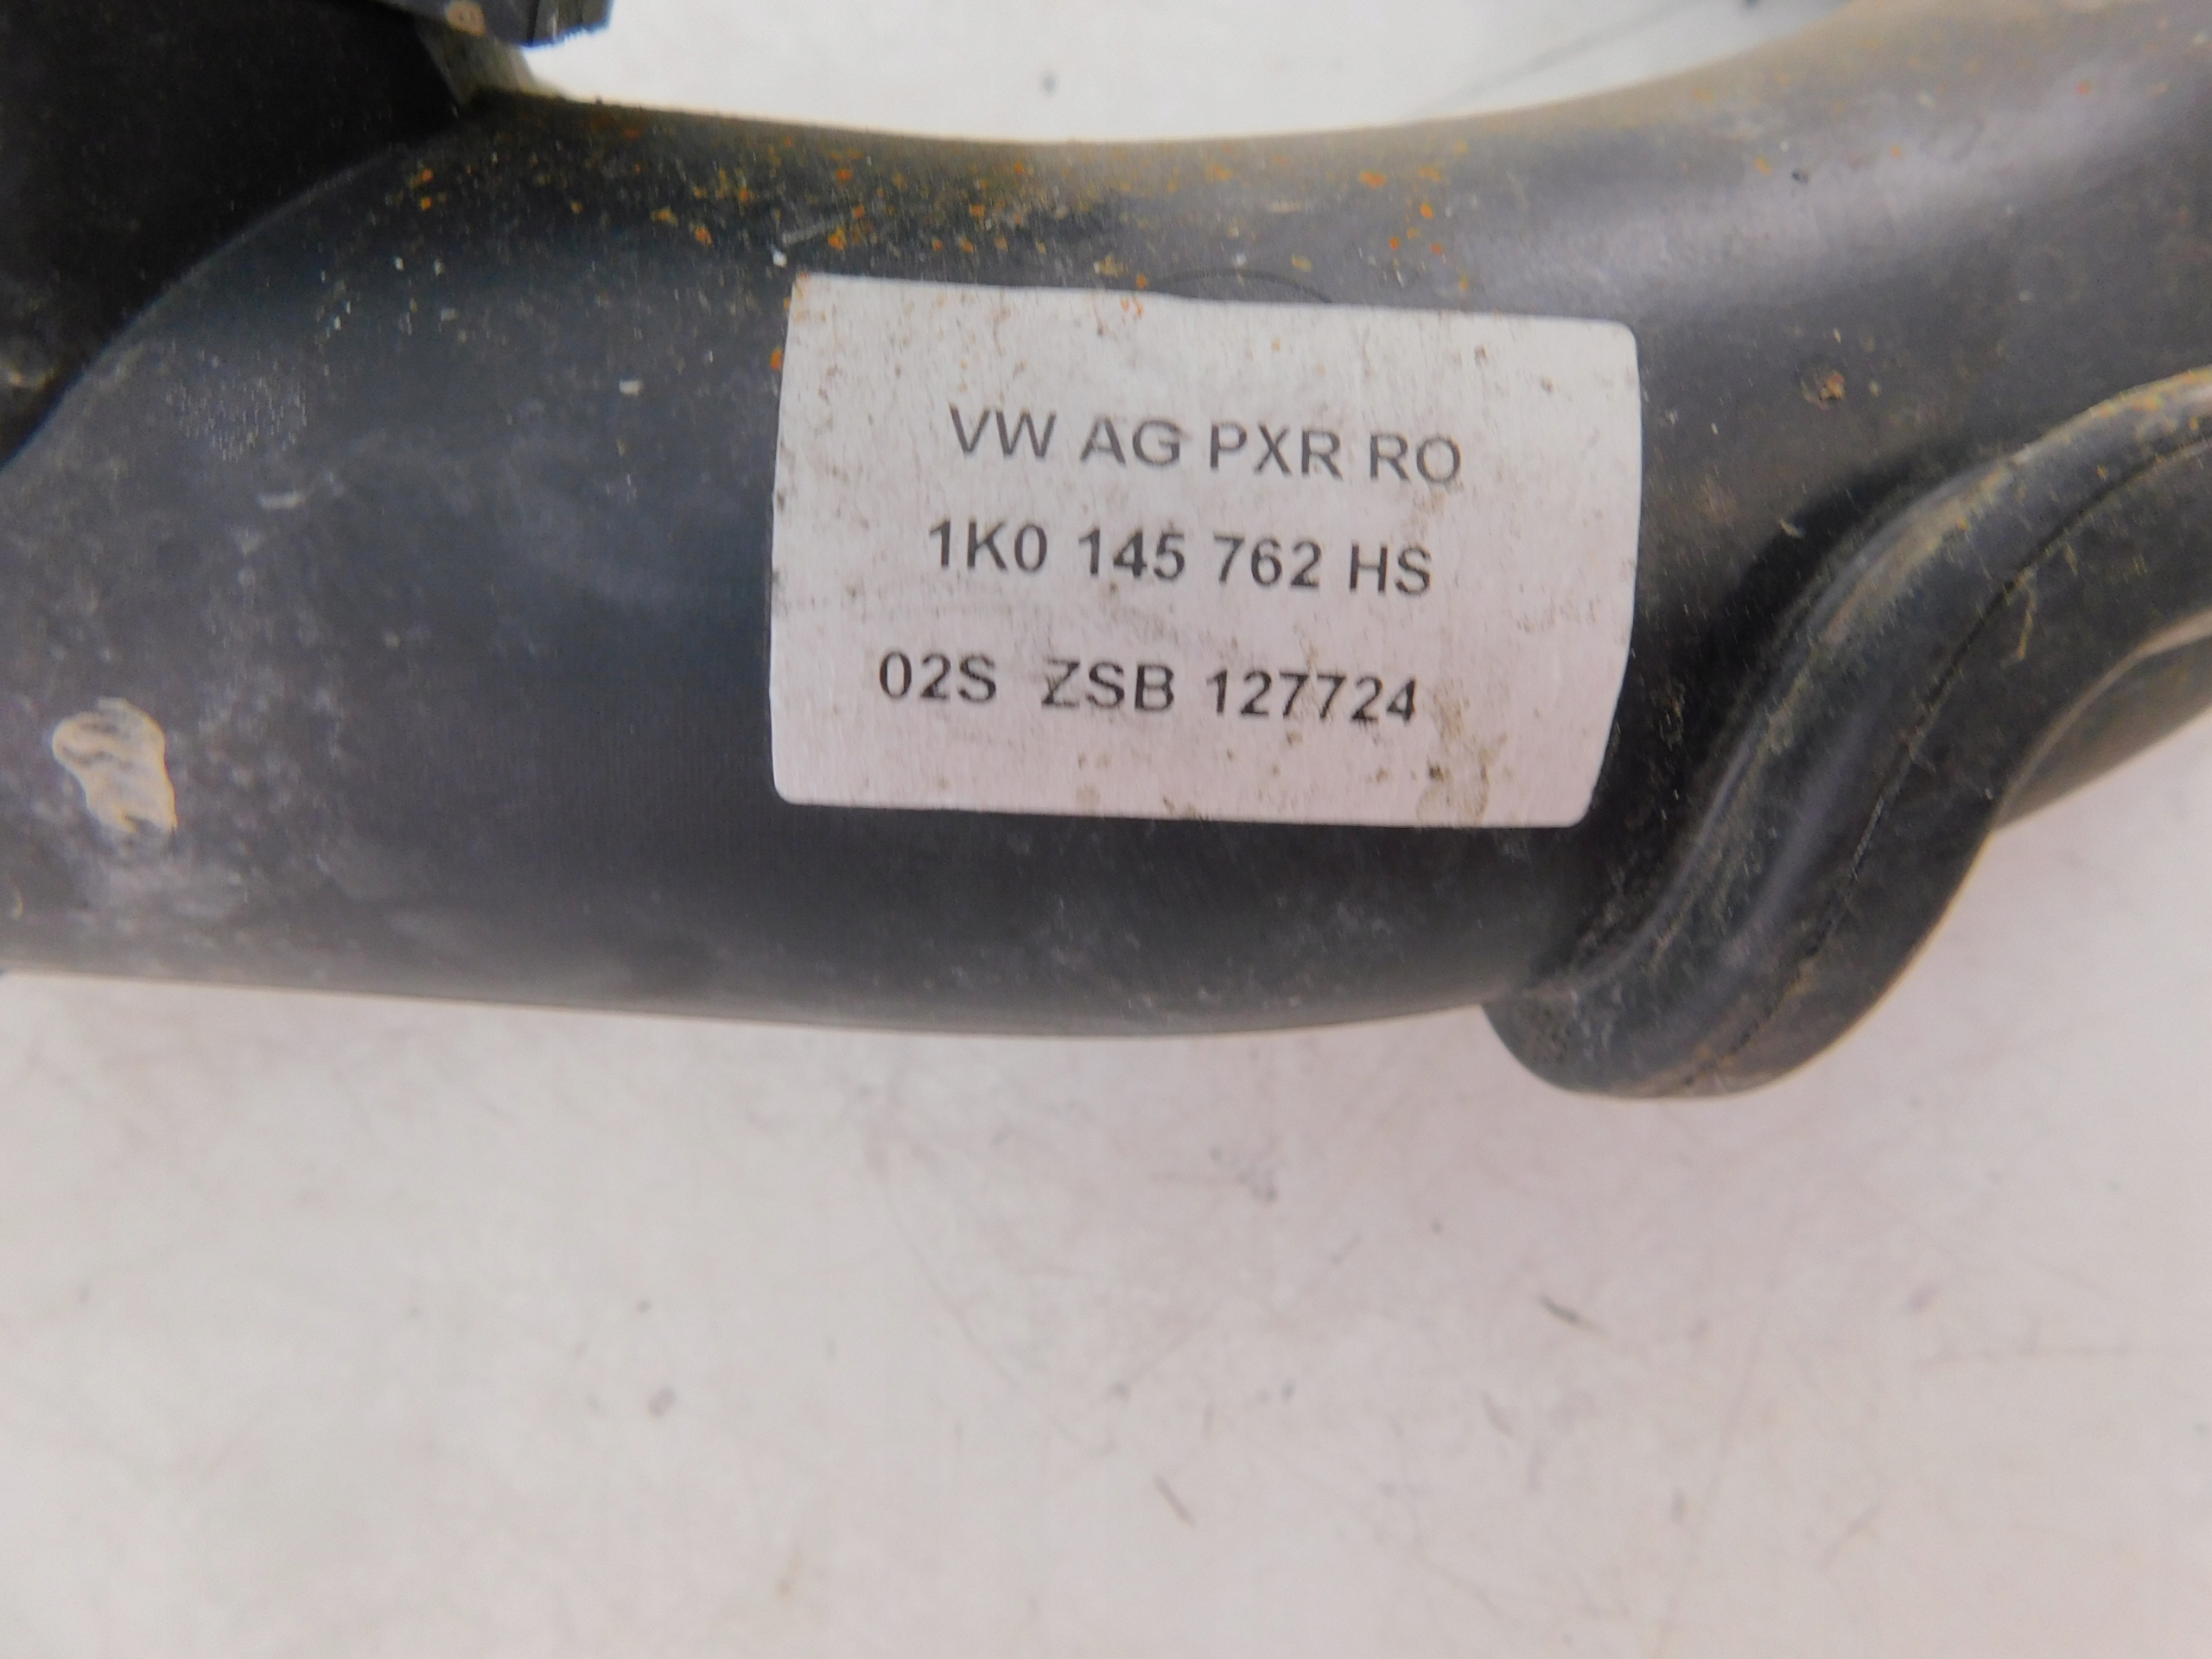 VW AG PXR RO
1K0 145 762 HS
02S ZSB 127724